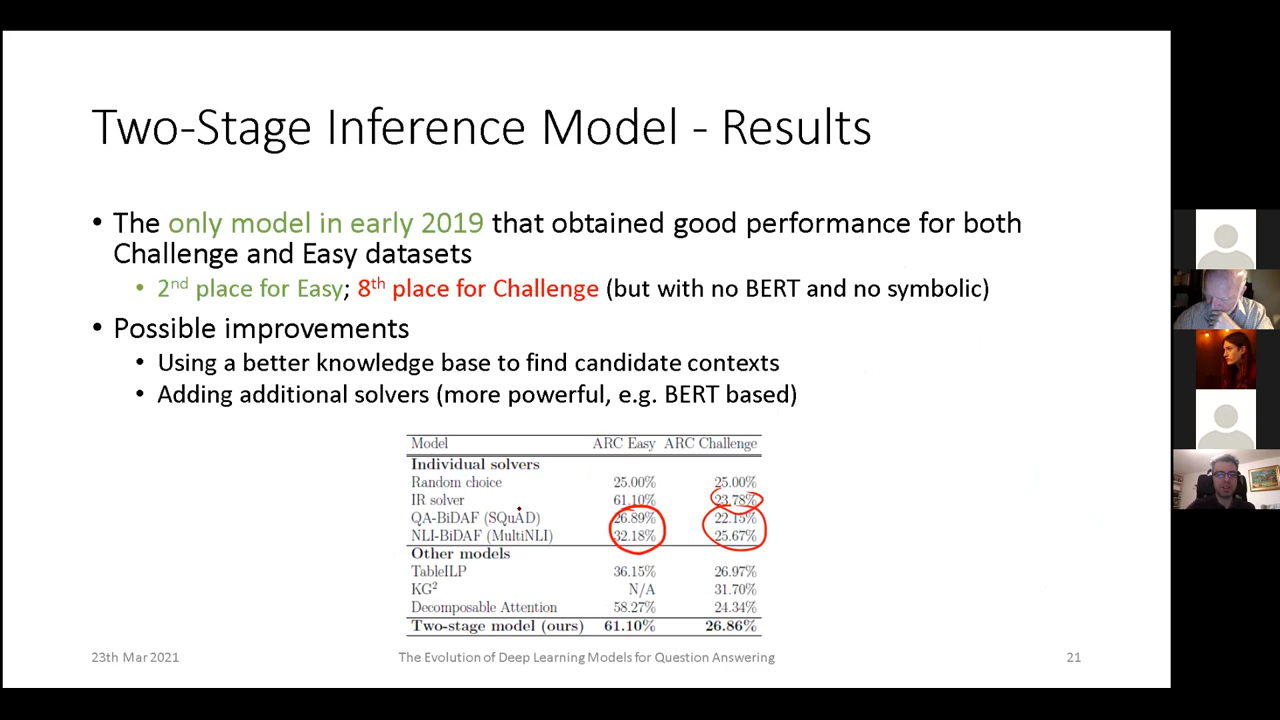 Two-Stage Inference Model - Results
• The only model in early 2019 that obtained good performance for both
Challenge and Easy datasets
• 2nd place for Easy; 8th place for Challenge (but with no BERT and no symbolic)
• Possible improvements
• Using a better knowledge base to find candidate contexts
• Adding additional solvers (more powerful, e.g. BERT based)
Model ARC Easy ARC Challenge
Individual solvers
Random choice 25.00% 25.00%
IR solver 61.10% 23.78%
QA-BiDAF (SQuAD) 26.89% 22.15%
NLI-BiDAF (MultiNLI) 32.18% 25.67%
Other models
TableILP 36.15% 26.97%
KG² N/A 31.70%
Decomposable Attention 58.27% 24.34%
Two-stage model (ours) 61.10% 26.86%
23th Mar 2021 The Evolution of Deep Learning Models for Question Answering 21